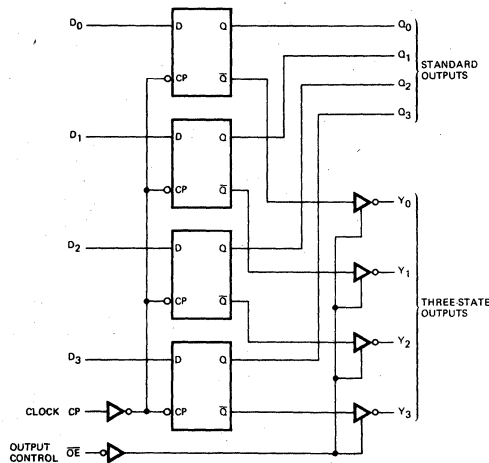 D0 D Q Q0
CP Q̅ Q1
STANDARD
OUTPUTS
Q2
D1 D Q Q3
CP Q̅
Y0
D2 D Q
Y1
CP Q̅
THREE-STATE
OUTPUTS
Y2
D3 D Q
CLOCK CP CP Q̅ Y3
OUTPUT
CONTROL O̅E̅